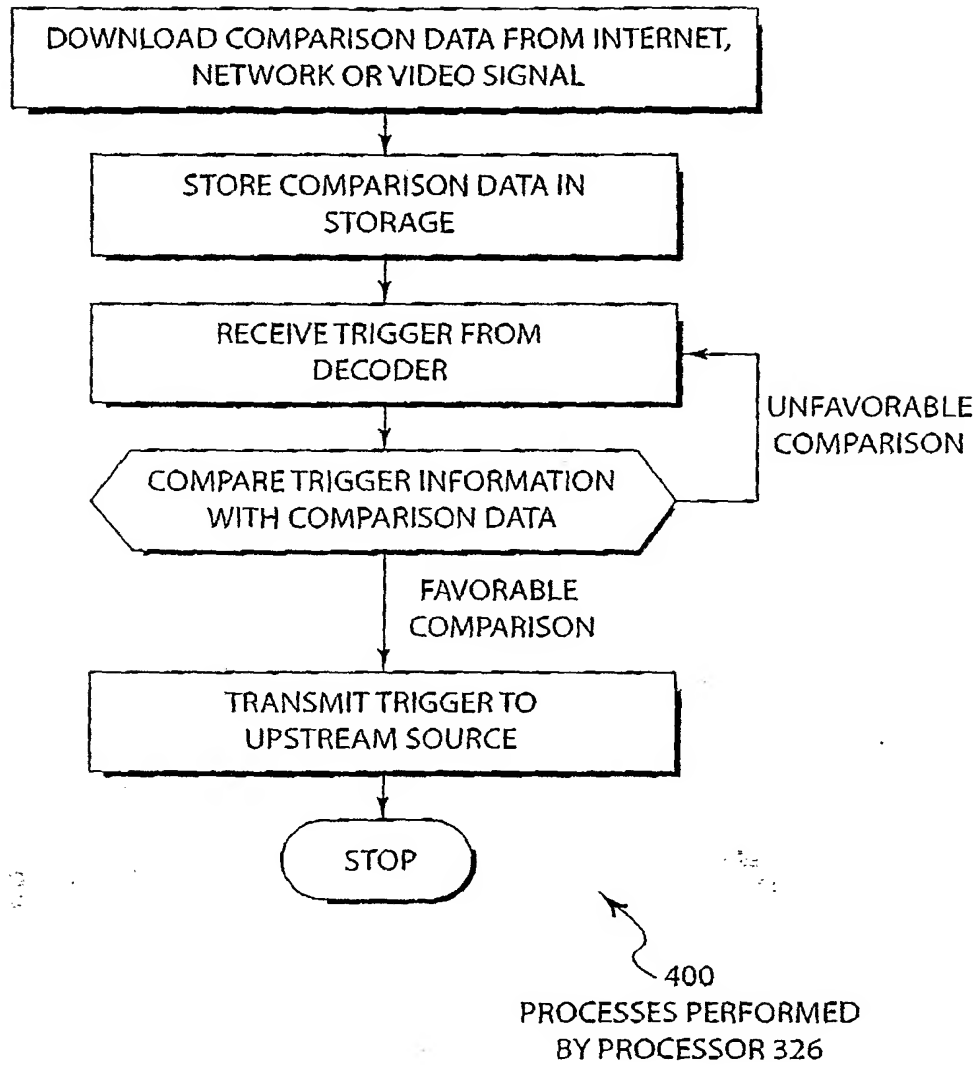 DOWNLOAD COMPARISON DATA FROM INTERNET,
NETWORK OR VIDEO SIGNAL
STORE COMPARISON DATA IN
STORAGE
RECEIVE TRIGGER FROM
DECODER
UNFAVORABLE
COMPARISON
COMPARE TRIGGER INFORMATION
WITH COMPARISON DATA
FAVORABLE
COMPARISON
TRANSMIT TRIGGER TO
UPSTREAM SOURCE
STOP
400
PROCESSES PERFORMED
BY PROCESSOR 326